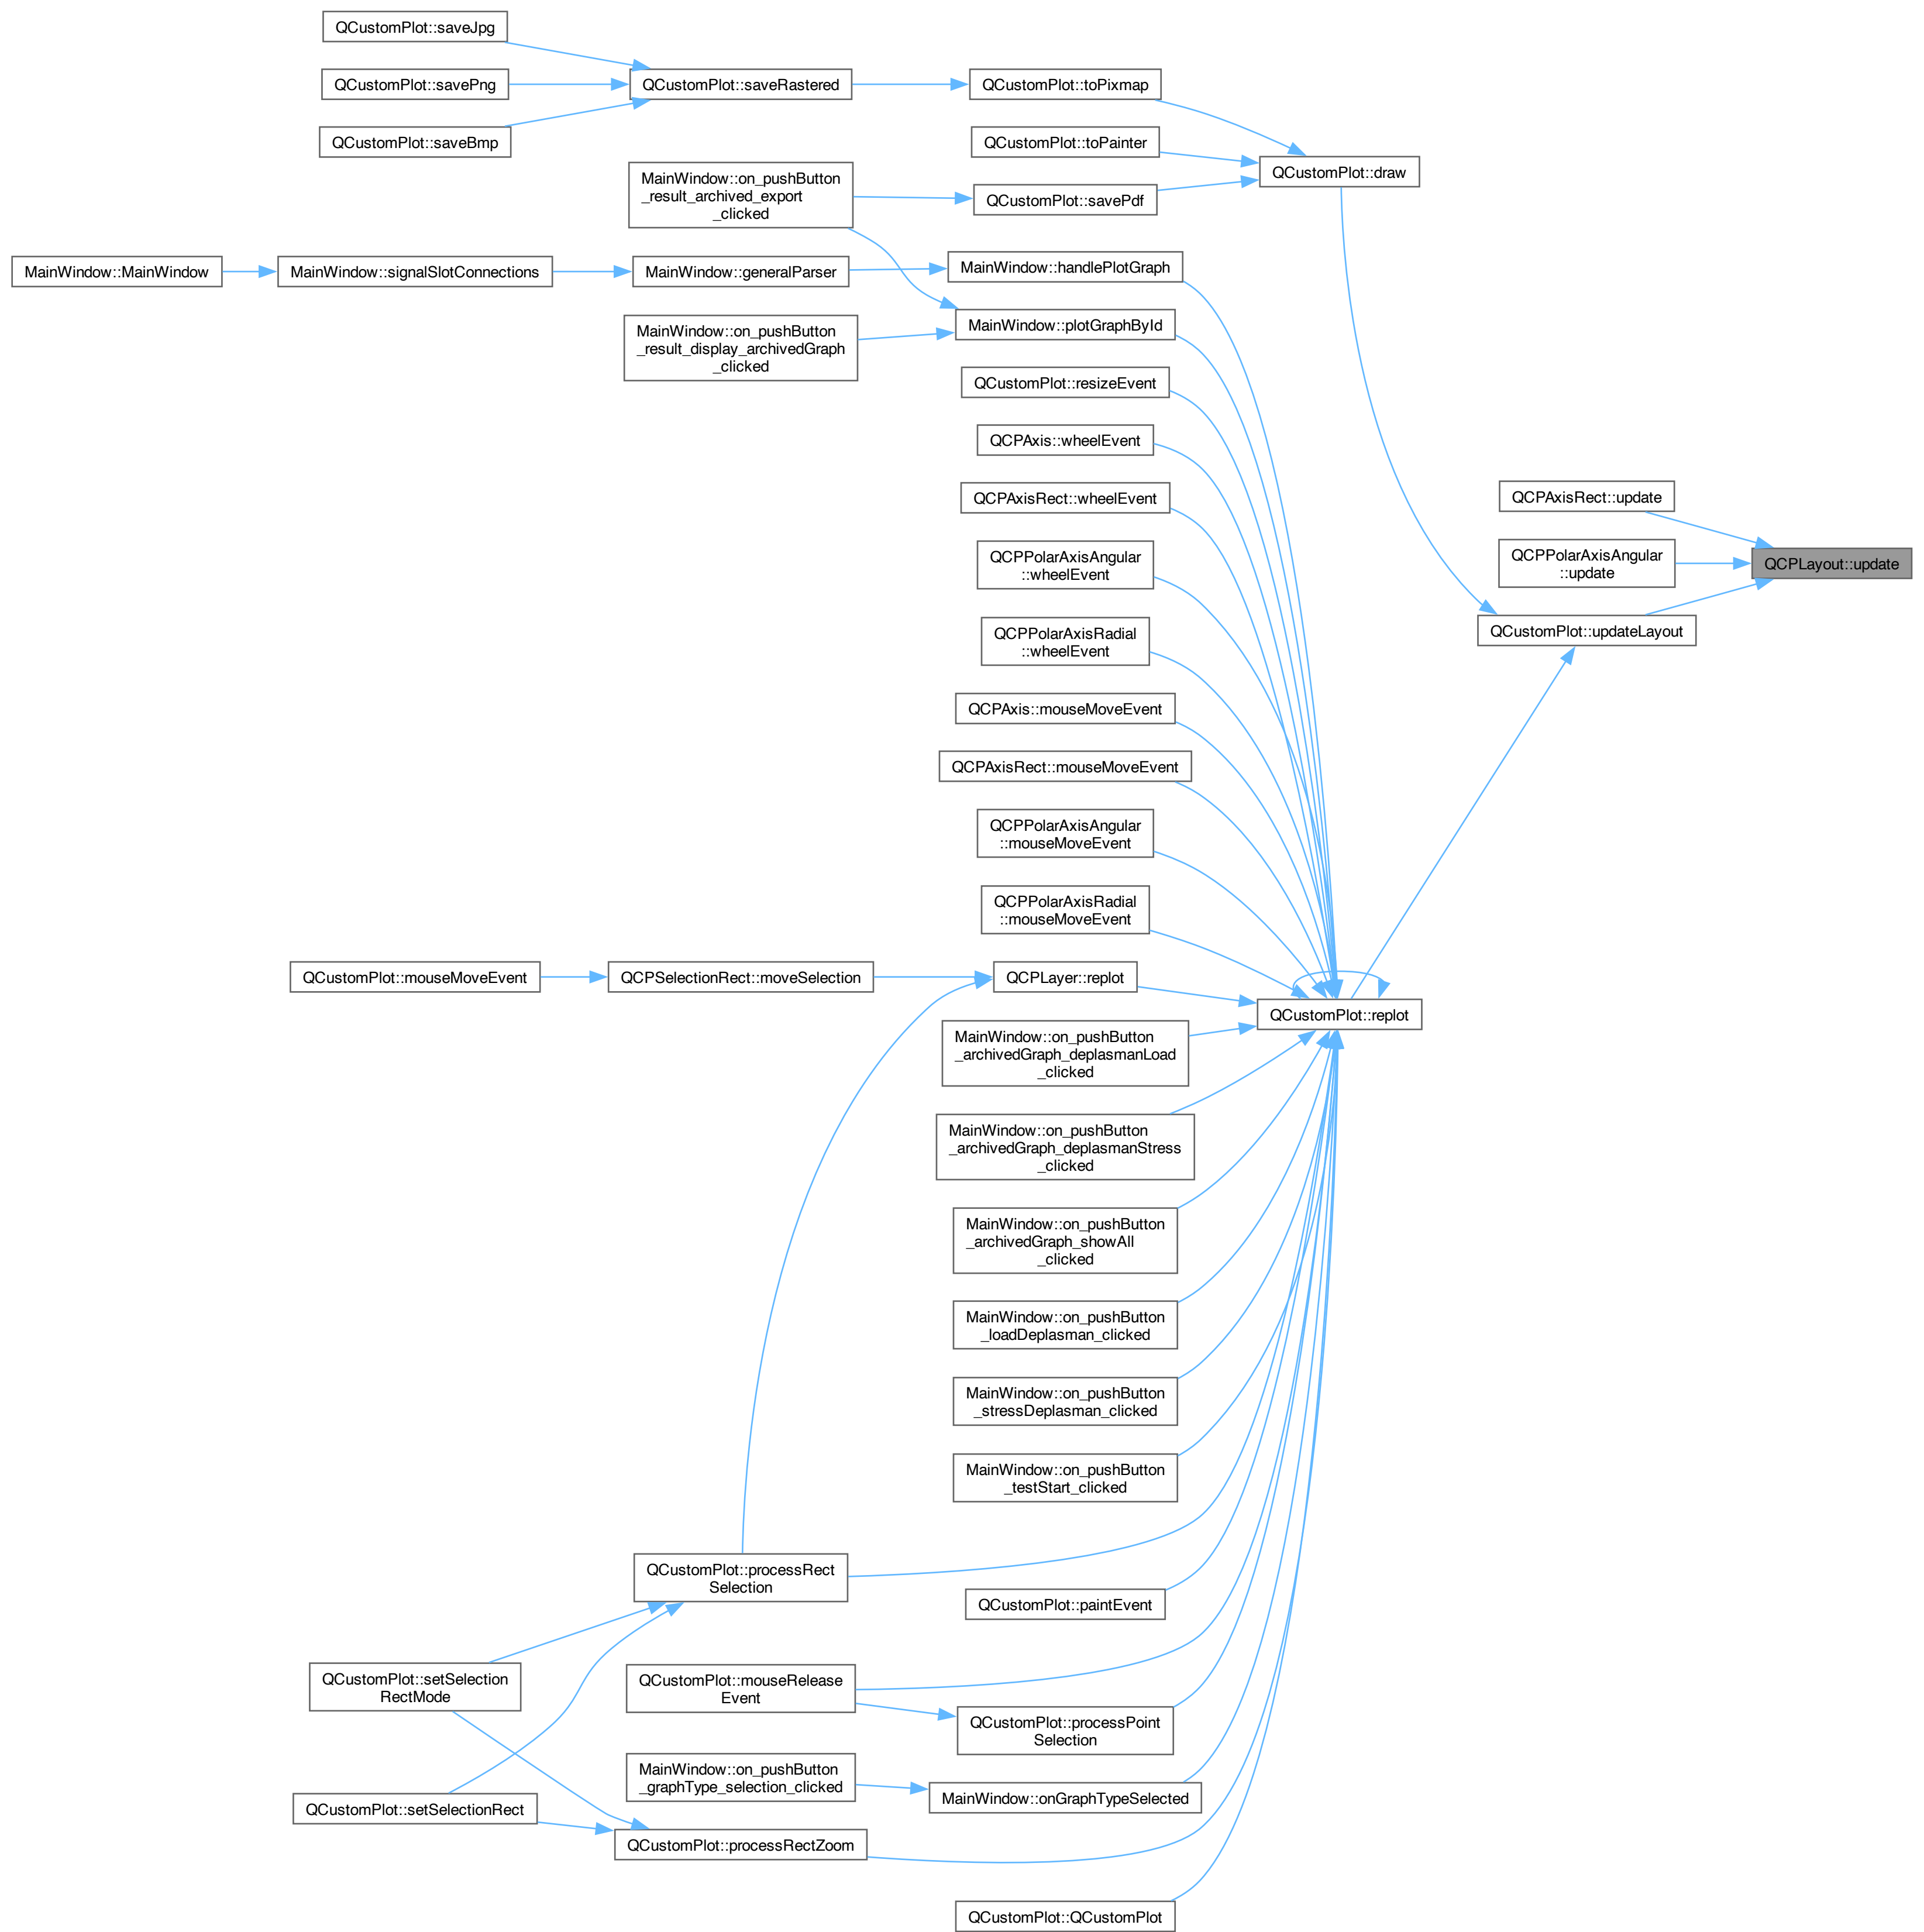 QCustomPlot::saveJpg
QCustomPlot::savePng
QCustomPlot::saveRastered
QCustomPlot::toPixmap
QCustomPlot::saveBmp
QCustomPlot::toPainter
QCustomPlot::draw
MainWindow::on_pushButton
_result_archived_export
_clicked
QCustomPlot::savePdf
MainWindow::MainWindow
MainWindow::signalSlotConnections
MainWindow::generalParser
MainWindow::handlePlotGraph
MainWindow::on_pushButton
_result_display_archivedGraph
_clicked
MainWindow::plotGraphById
QCustomPlot::resizeEvent
QCPAxis::wheelEvent
QCPAxisRect::wheelEvent
QCPAxisRect::update
QCPPolarAxisAngular
::wheelEvent
QCPPolarAxisAngular
::update
QCPLayout::update
QCPPolarAxisRadial
::wheelEvent
QCustomPlot::updateLayout
QCPAxis::mouseMoveEvent
QCPAxisRect::mouseMoveEvent
QCPPolarAxisAngular
::mouseMoveEvent
QCPPolarAxisRadial
::mouseMoveEvent
QCustomPlot::mouseMoveEvent
QCPSelectionRect::moveSelection
QCPLayer::replot
QCustomPlot::replot
MainWindow::on_pushButton
_archivedGraph_deplasmanLoad
_clicked
MainWindow::on_pushButton
_archivedGraph_deplasmanStress
_clicked
MainWindow::on_pushButton
_archivedGraph_showAll
_clicked
MainWindow::on_pushButton
_loadDeplasman_clicked
MainWindow::on_pushButton
_stressDeplasman_clicked
MainWindow::on_pushButton
_testStart_clicked
QCustomPlot::processRect
Selection
QCustomPlot::paintEvent
QCustomPlot::setSelection
RectMode
QCustomPlot::mouseRelease
Event
QCustomPlot::processPoint
Selection
MainWindow::on_pushButton
_graphType_selection_clicked
MainWindow::onGraphTypeSelected
QCustomPlot::setSelectionRect
QCustomPlot::processRectZoom
QCustomPlot::QCustomPlot